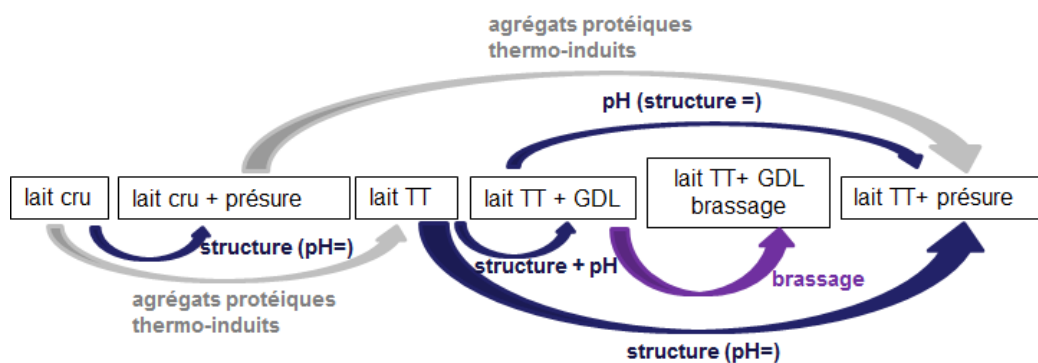 agrégats protéiques
thermo-induits
pH (structure =)
lait cru
lait cru + présure
lait TT
lait TT + GDL
lait TT+ GDL
brassage
lait TT+ présure
structure (pH=)
structure + pH
brassage
agrégats protéiques
thermo-induits
structure (pH=)